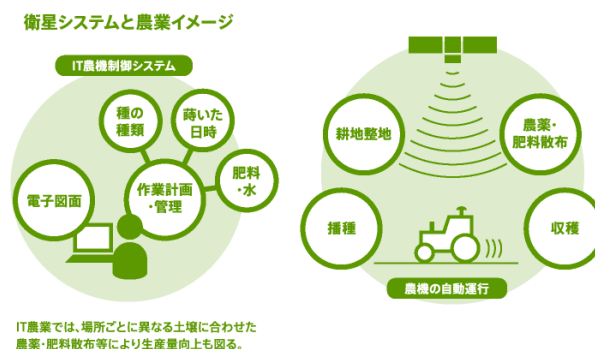 衛星システムと農業イメージ
IT農機制御システム
種の
種類
蒔いた
日時
肥料
・水
作業計画
・管理
電子図面
耕地整地
農薬・
肥料散布
播種
収穫
農機の自動運行
IT農業では、場所ごとに異なる土壌に合わせた
農薬・肥料散布等により生産量向上も図る。